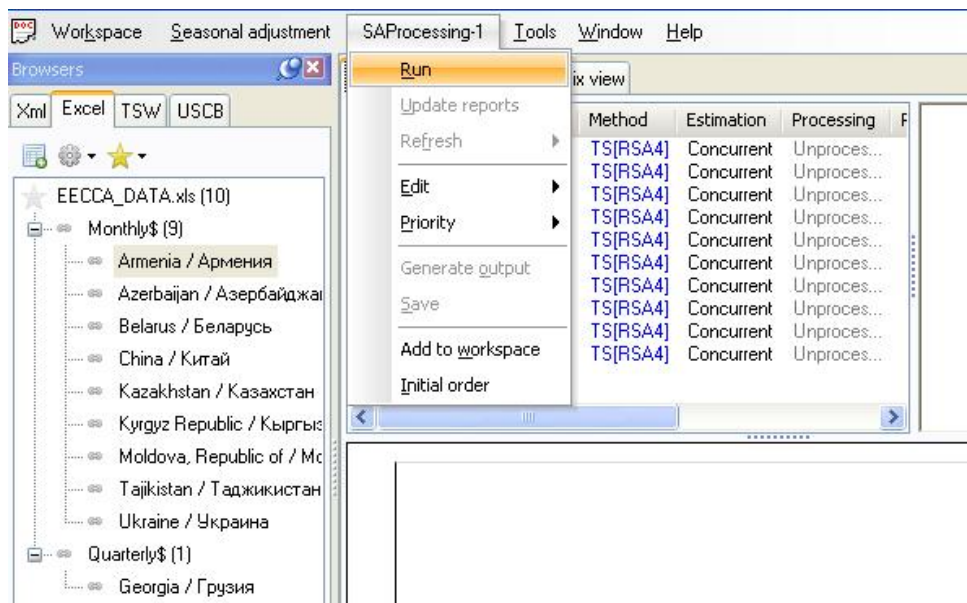 DOC Workspace Seasonal adjustment SAProcessing-1 Tools Window Help
Browsers
Xml Excel TSW USCB
EECCA_DATA.xls (10)
Monthly$ (9)
Armenia / Армения
Azerbaijan / Азербайджа
Belarus / Беларусь
China / Китай
Kazakhstan / Казахстан
Kyrgyz Republic / Кыргыз
Moldova, Republic of / Мо
Tajikistan / Таджикистан
Ukraine / Украина
Quarterly$ (1)
Georgia / Грузия
Run
Update reports
Refresh
Edit
Priority
Generate output
Save
Add to workspace
Initial order
ix view
Method Estimation Processing
TS[RSA4] Concurrent Unproces...
TS[RSA4] Concurrent Unproces...
TS[RSA4] Concurrent Unproces...
TS[RSA4] Concurrent Unproces...
TS[RSA4] Concurrent Unproces...
TS[RSA4] Concurrent Unproces...
TS[RSA4] Concurrent Unproces...
TS[RSA4] Concurrent Unproces...
TS[RSA4] Concurrent Unproces...
TS[RSA4] Concurrent Unproces...